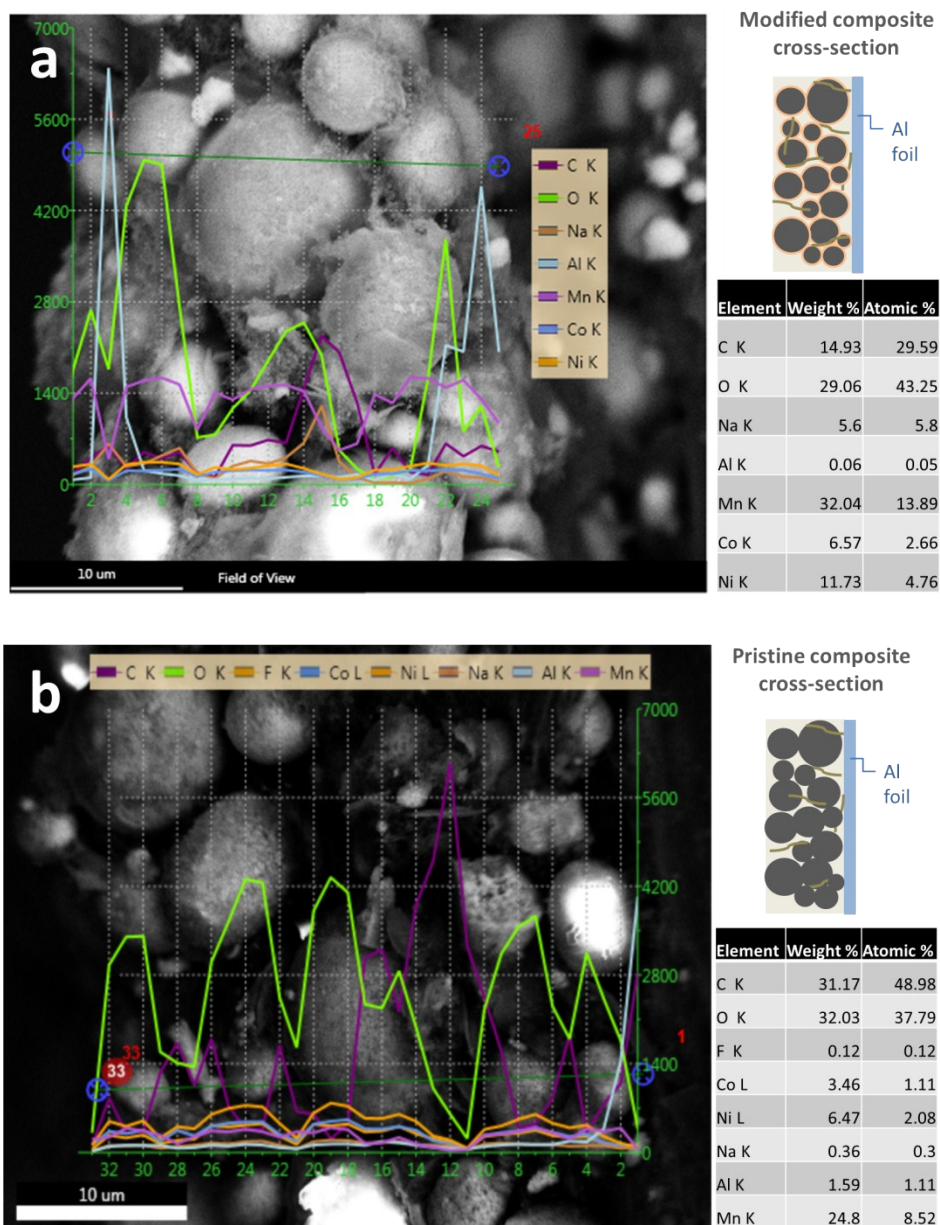 a
7000
5600
4200
2800
1400
0
2 4 6 8 10 12 14 16 18 20 22 24
25
C K
O K
Na K
Al K
Mn K
Co K
Ni K
10 um
Field of View
Modified composite
cross-section
Al
foil
Element Weight % Atomic %
C K 14.93 29.59
O K 29.06 43.25
Na K 5.6 5.8
Al K 0.06 0.05
Mn K 32.04 13.89
Co K 6.57 2.66
Ni K 11.73 4.76
b
C K O K F K Co L Ni L Na K Al K Mn K
7000
5600
4200
2800
1400
0
33
33
1
32 30 28 26 24 22 20 18 16 14 12 10 8 6 4 2
10 um
Pristine composite
cross-section
Al
foil
Element Weight % Atomic %
C K 31.17 48.98
O K 32.03 37.79
F K 0.12 0.12
Co L 3.46 1.11
Ni L 6.47 2.08
Na K 0.36 0.3
Al K 1.59 1.11
Mn K 24.8 8.52